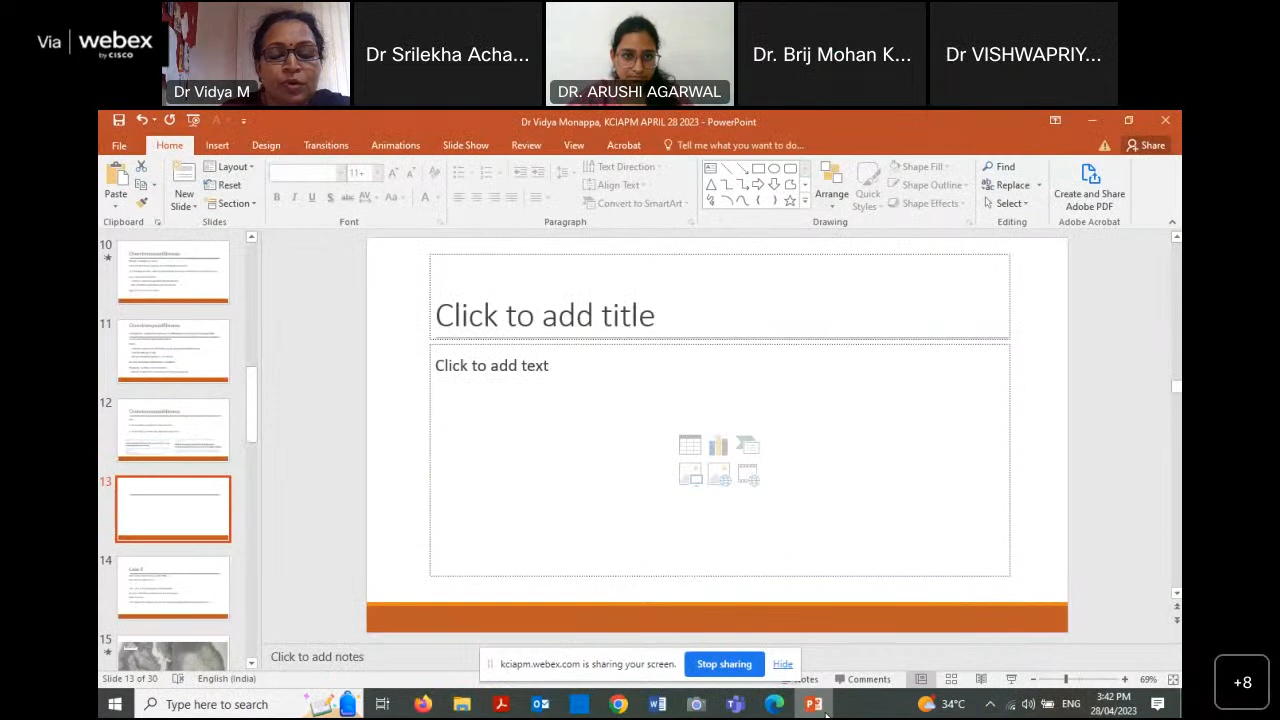 Via | webex
by CISCO
Dr Vidya M
Dr Srilekha Acha...
DR. ARUSHI AGARWAL
Dr. Brij Mohan K...
Dr VISHWAPRIY...
Dr Vidya Monappa, KCIAPM APRIL 28 2023 - PowerPoint
File Home Insert Design Transitions Animations Slide Show Review View Acrobat Tell me what you want to do... Share
Paste
Clipboard
New
Slide
Layout
Reset
Section
Slides
11+
B I U S abc AV Aa A
Font
Text Direction
Align Text
Convert to SmartArt
Paragraph
Arrange
Quick
Styles
Shape Fill
Shape Outline
Shape Effects
Drawing
Find
Replace
Select
Editing
Create and Share
Adobe PDF
Adobe Acrobat
10
11
12
13
14
15
Click to add title
Click to add text
Click to add notes
kciapm.webex.com is sharing your screen.
Stop sharing
Hide
Slide 13 of 30
English (India)
Comments
69%
Type here to search
34°C
ENG
3:42 PM
28/04/2023
+8